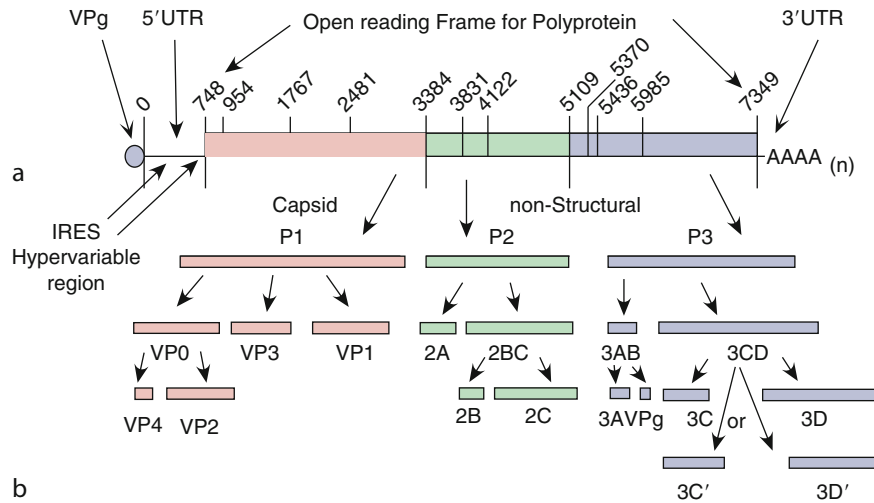 VPg 5′UTR Open reading Frame for Polyprotein 3′UTR
0 748 954 1767 2481 3384 3831 4122 5109 5370 5436 5985 7349
AAAA (n)
a
IRES
Hypervariable
region
Capsid non-Structural
P1 P2 P3
VP0 VP3 VP1 2A 2BC 3AB 3CD
VP4 VP2 2B 2C 3AVPg 3C or 3D
3C′ 3D′
b